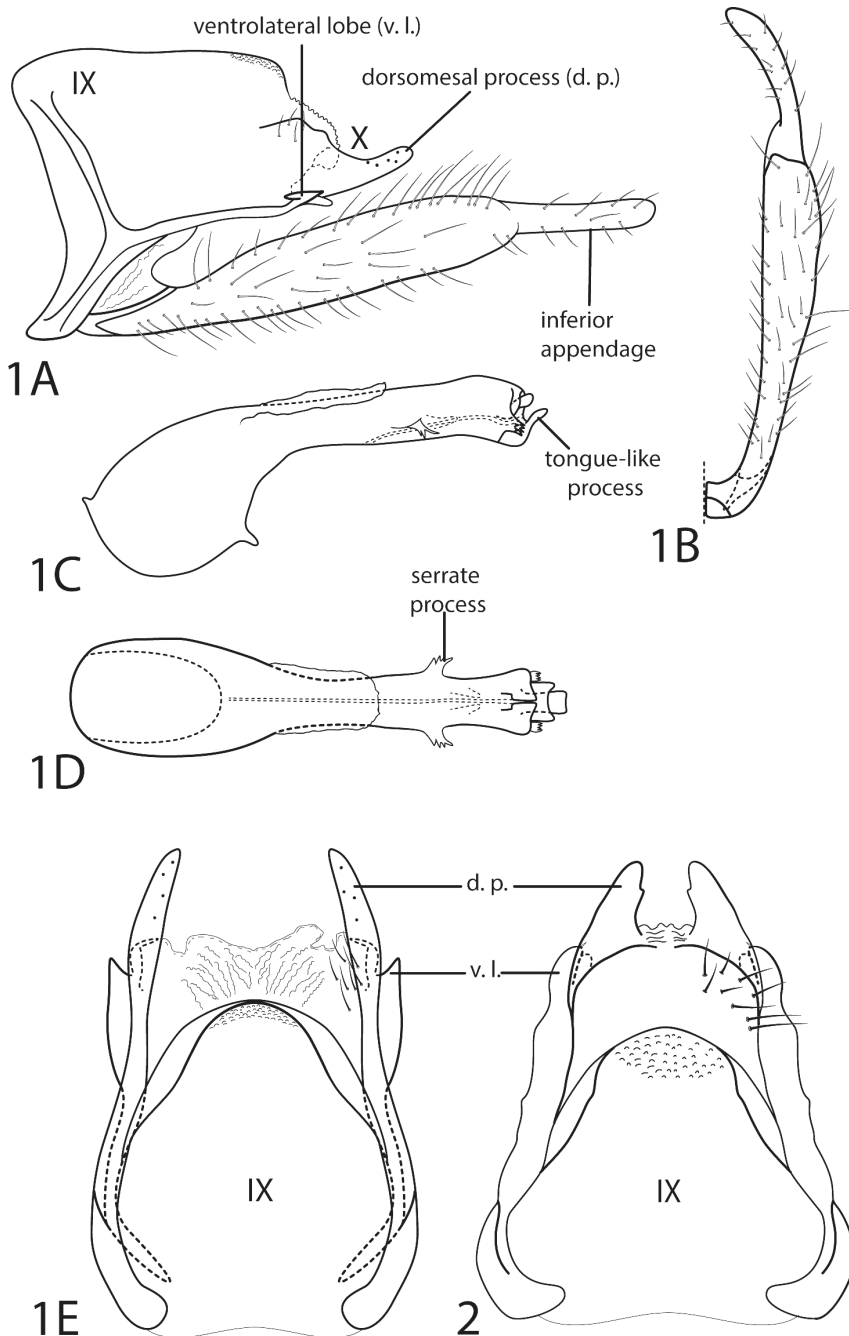 ventrolateral lobe (v. l.)
IX
dorsomesal process (d. p.)
X
inferior
appendage
1A
tongue-like
process
1B
1C
serrate
process
1D
d. p.
v. l.
IX
IX
1E
2